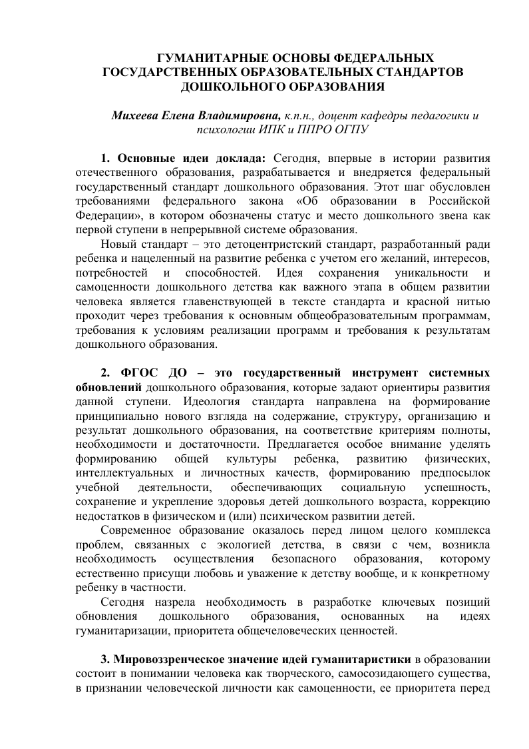 ГУМАНИТАРНЫЕ ОСНОВЫ ФЕДЕРАЛЬНЫХ
ГОСУДАРСТВЕННЫХ ОБРАЗОВАТЕЛЬНЫХ СТАНДАРТОВ
ДОШКОЛЬНОГО ОБРАЗОВАНИЯ
Михеева Елена Владимировна, к.п.н., доцент кафедры педагогики и
психологии ИПК и ППРО ОГПУ
1. Основные идеи доклада: Сегодня, впервые в истории развития
отечественного образования, разрабатывается и внедряется федеральный
государственный стандарт дошкольного образования. Этот шаг обусловлен
требованиями федерального закона «Об образовании в Российской
Федерации», в котором обозначены статус и место дошкольного звена как
первой ступени в непрерывной системе образования.
Новый стандарт – это детоцентристский стандарт, разработанный ради
ребенка и нацеленный на развитие ребенка с учетом его желаний, интересов,
потребностей и способностей. Идея сохранения уникальности и
самоценности дошкольного детства как важного этапа в общем развитии
человека является главенствующей в тексте стандарта и красной нитью
проходит через требования к основным общеобразовательным программам,
требования к условиям реализации программ и требования к результатам
дошкольного образования.
2. ФГОС ДО – это государственный инструмент системных
обновлений дошкольного образования, которые задают ориентиры развития
данной ступени. Идеология стандарта направлена на формирование
принципиально нового взгляда на содержание, структуру, организацию и
результат дошкольного образования, на соответствие критериям полноты,
необходимости и достаточности. Предлагается особое внимание уделять
формированию общей культуры ребенка, развитию физических,
интеллектуальных и личностных качеств, формированию предпосылок
учебной деятельности, обеспечивающих социальную успешность,
сохранение и укрепление здоровья детей дошкольного возраста, коррекцию
недостатков в физическом и (или) психическом развитии детей.
Современное образование оказалось перед лицом целого комплекса
проблем, связанных с экологией детства, в связи с чем, возникла
необходимость осуществления безопасного образования, которому
естественно присущи любовь и уважение к детству вообще, и к конкретному
ребенку в частности.
Сегодня назрела необходимость в разработке ключевых позиций
обновления дошкольного образования, основанных на идеях
гуманитаризации, приоритета общечеловеческих ценностей.
3. Мировоззренческое значение идей гуманитаристики в образовании
состоит в понимании человека как творческого, самосозидающего существа,
в признании человеческой личности как самоценности, ее приоритета перед